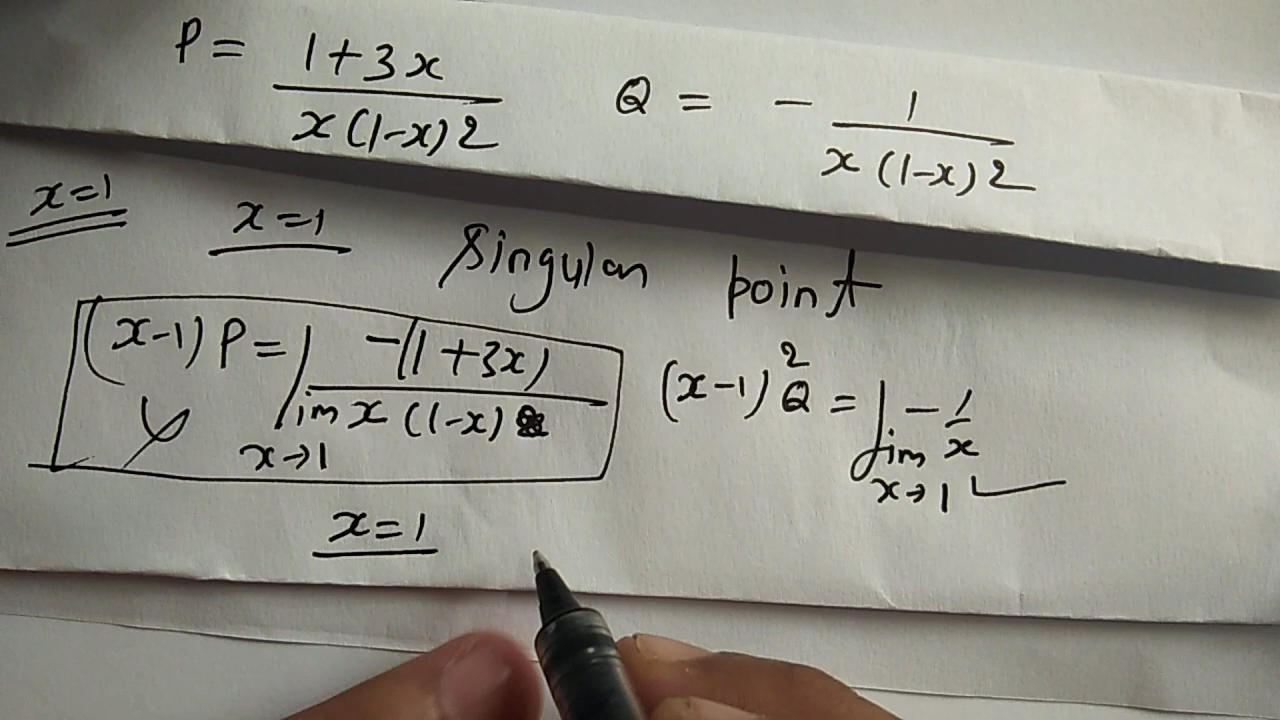 P = 1+3x / x(1-x)2    Q = - 1 / x(1-x)2
x=1    x=1    Singular point
(x-1)P = lim x→1 -(1+3x) / x(1-x)    (x-1)²Q = lim x→1 -1/x
x=1